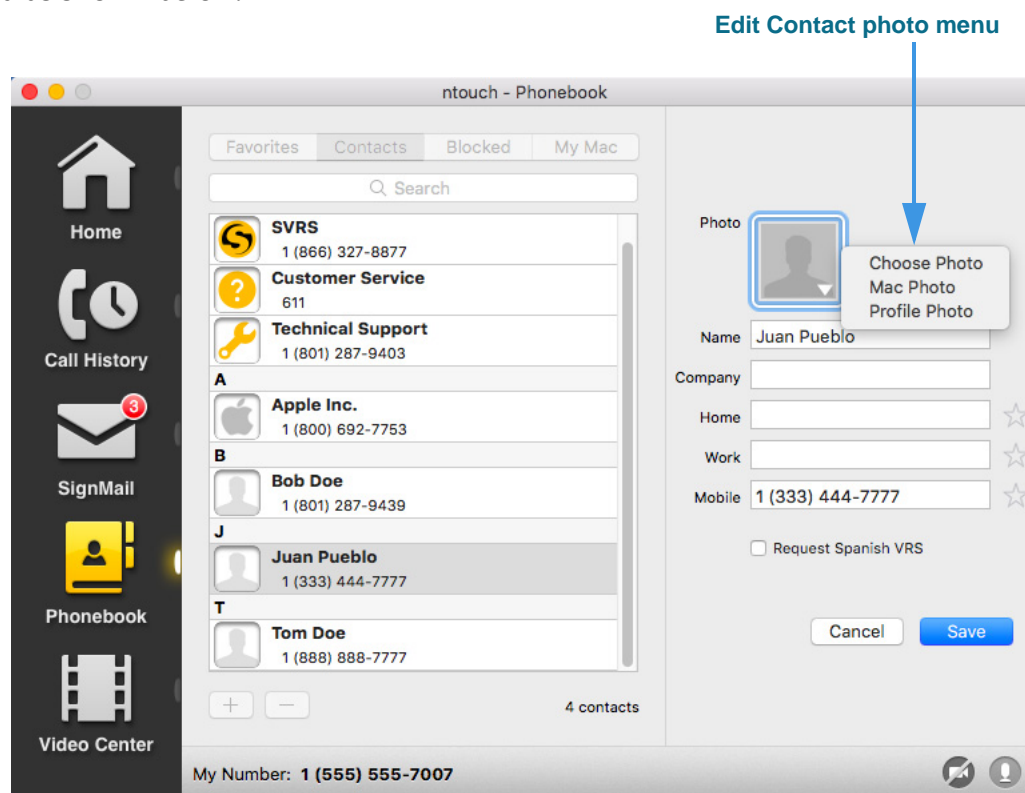 Edit Contact photo menu
ntouch - Phonebook
Home
Call History
3
SignMail
Phonebook
Video Center
Favorites Contacts Blocked My Mac
Search
SVRS
1 (866) 327-8877
Customer Service
611
Technical Support
1 (801) 287-9403
A
Apple Inc.
1 (800) 692-7753
B
Bob Doe
1 (801) 287-9439
J
Juan Pueblo
1 (333) 444-7777
T
Tom Doe
1 (888) 888-7777
4 contacts
Photo
Choose Photo
Mac Photo
Profile Photo
Name Juan Pueblo
Company
Home
Work
Mobile 1 (333) 444-7777
Request Spanish VRS
Cancel Save
My Number: 1 (555) 555-7007